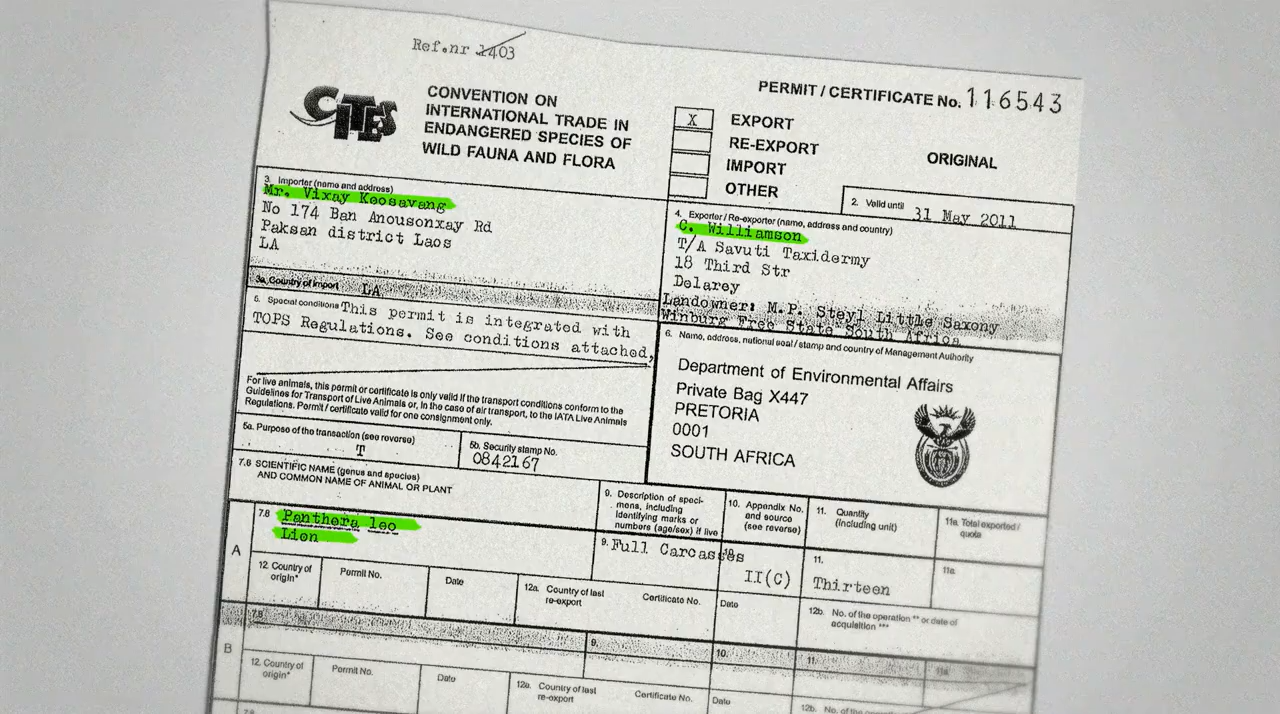 Ref.nr 1403
CITES
CONVENTION ON
INTERNATIONAL TRADE IN
ENDANGERED SPECIES OF
WILD FAUNA AND FLORA
PERMIT / CERTIFICATE No. 116543
X EXPORT
RE-EXPORT
IMPORT
OTHER
ORIGINAL
2. Valid until 31 May 2011
3. Importer (name and address)
Mr. Vixay Keosavang
No 174 Ban Anousonxay Rd
Paksan district Laos
LA
3a. Country of import LA
4. Exporter / Re-exporter (name, address and country)
C. Williamson
T/A Savuti Taxidermy
18 Third Str
Delarey
Landowner: M.P. Steyl Little Saxony
Winburg Free State South Africa
5. Special conditions This permit is integrated with
TOPS Regulations. See conditions attached,
For live animals, this permit or certificate is only valid if the transport conditions conform to the
Guidelines for Transport of Live Animals or, in the case of air transport, to the IATA Live Animals
Regulations. Permit / certificate valid for one consignment only.
5a. Purpose of the transaction (see reverse)
T
5b. Security stamp No.
0842167
6. Name, address, national seal / stamp and country of Management Authority
Department of Environmental Affairs
Private Bag X447
PRETORIA
0001
SOUTH AFRICA
7.8 SCIENTIFIC NAME (genus and species)
AND COMMON NAME OF ANIMAL OR PLANT
9. Description of speci-
mens, including
identifying marks or
numbers (age/sex) if live
10. Appendix No.
and source
(see reverse)
11. Quantity
(including unit)
11a. Total exported /
quota
A
7.8 Panthera leo
Lion
9. Full Carcasses
II(C)
11.
Thirteen
11a.
12. Country of
origin*
Permit No.
Date
12a. Country of last
re-export
Certificate No.
Date
12b. No. of the operation ** or date of
acquisition ***
B
7.8
9.
10.
11.
11a.
12. Country of
origin*
Permit No.
Date
12a. Country of last
re-export
Certificate No.
Date
12b. No. of the
7.8